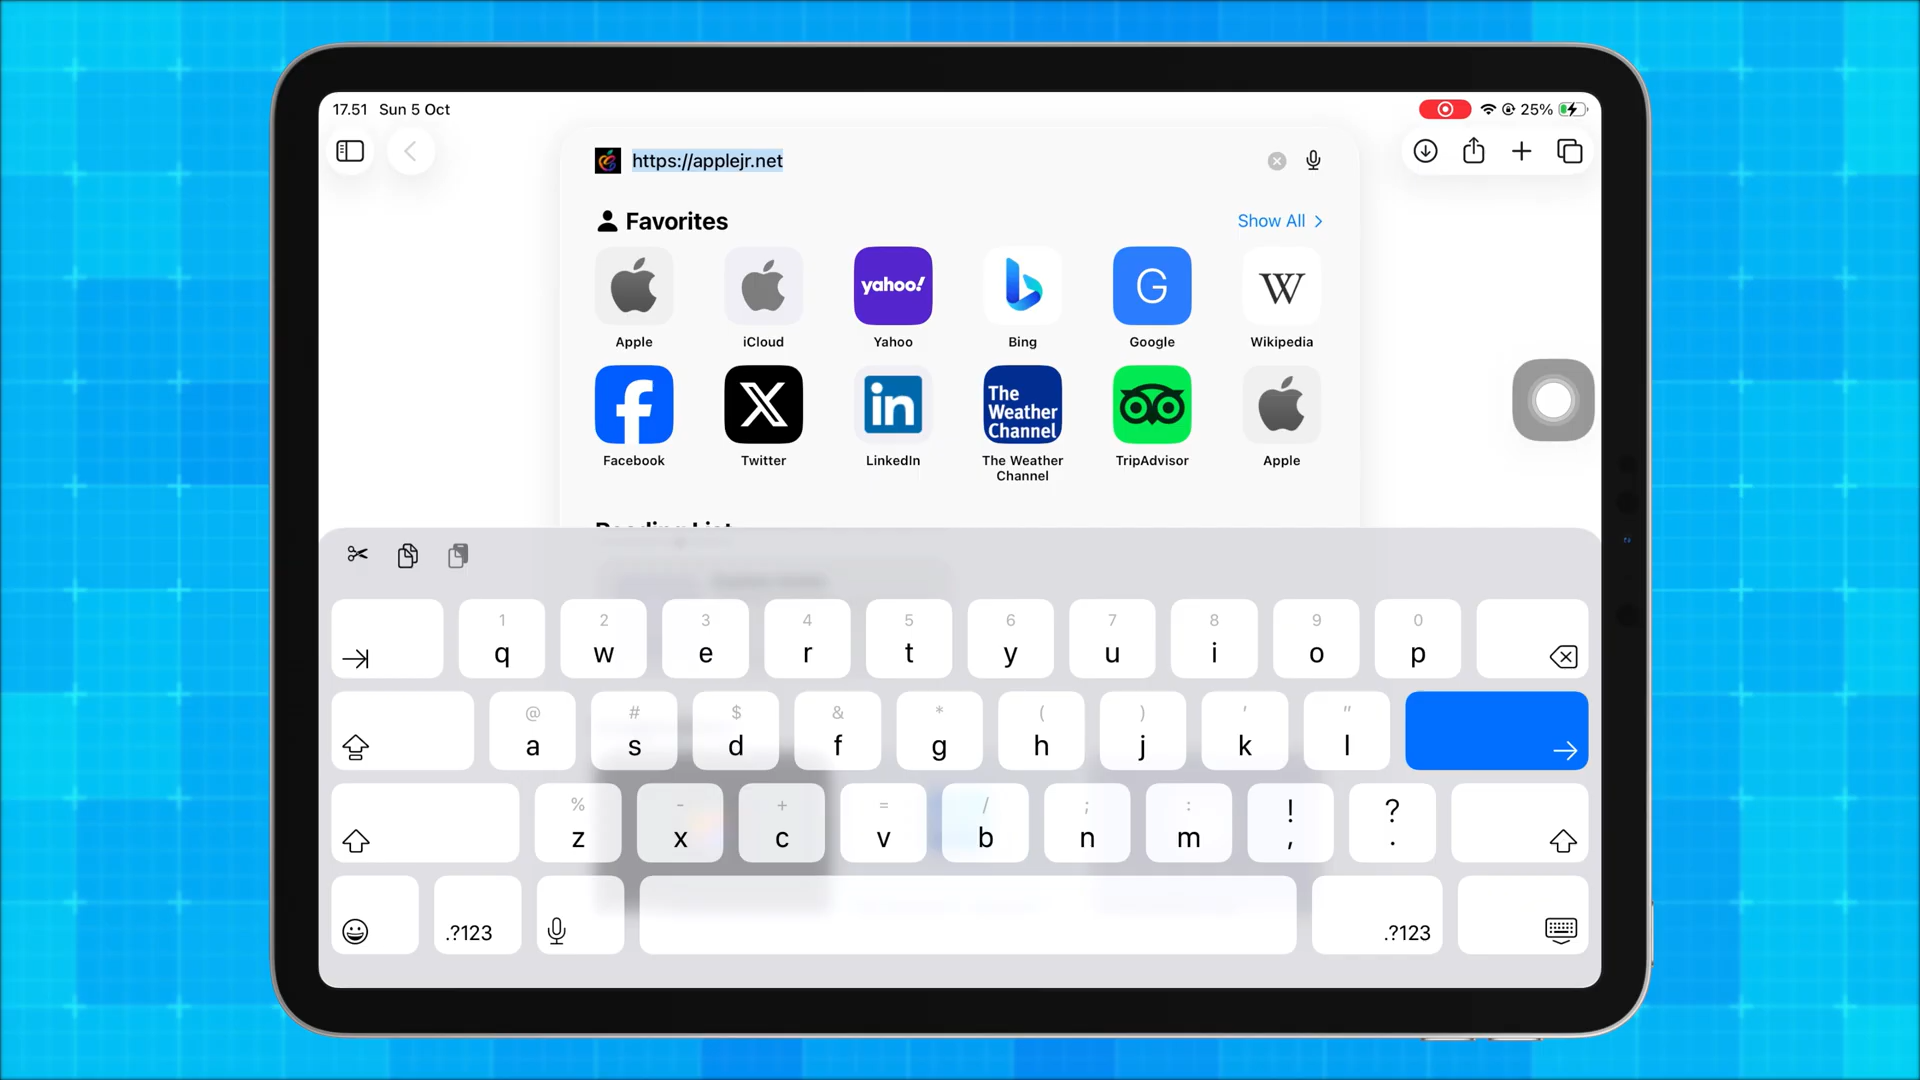 17.51 Sun 5 Oct
25%
https://applejr.net
Favorites
Show All >
yahoo!
G
W
Apple
iCloud
Yahoo
Bing
Google
Wikipedia
X
in
The
Weather
Channel
Facebook
Twitter
LinkedIn
The Weather
Channel
TripAdvisor
Apple
Reading List
1 2 3 4 5 6 7 8 9 0
q w e r t y u i o p
@ # $ & * ( ) ' "
a s d f g h j k l
% - + = / ; : ! ?
z x c v b n m , .
.?123
.?123